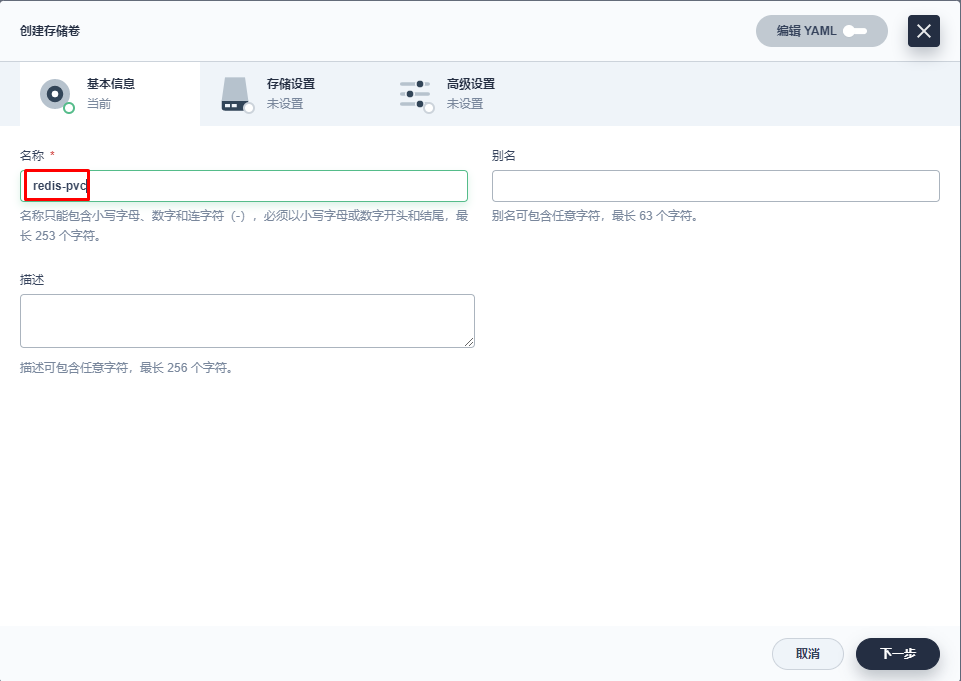 创建存储卷
编辑 YAML
基本信息
当前
存储设置
未设置
高级设置
未设置
名称 *
redis-pvc
名称只能包含小写字母、数字和连字符（-），必须以小写字母或数字开头和结尾，最
长 253 个字符。
别名
别名可包含任意字符，最长 63 个字符。
描述
描述可包含任意字符，最长 256 个字符。
取消
下一步